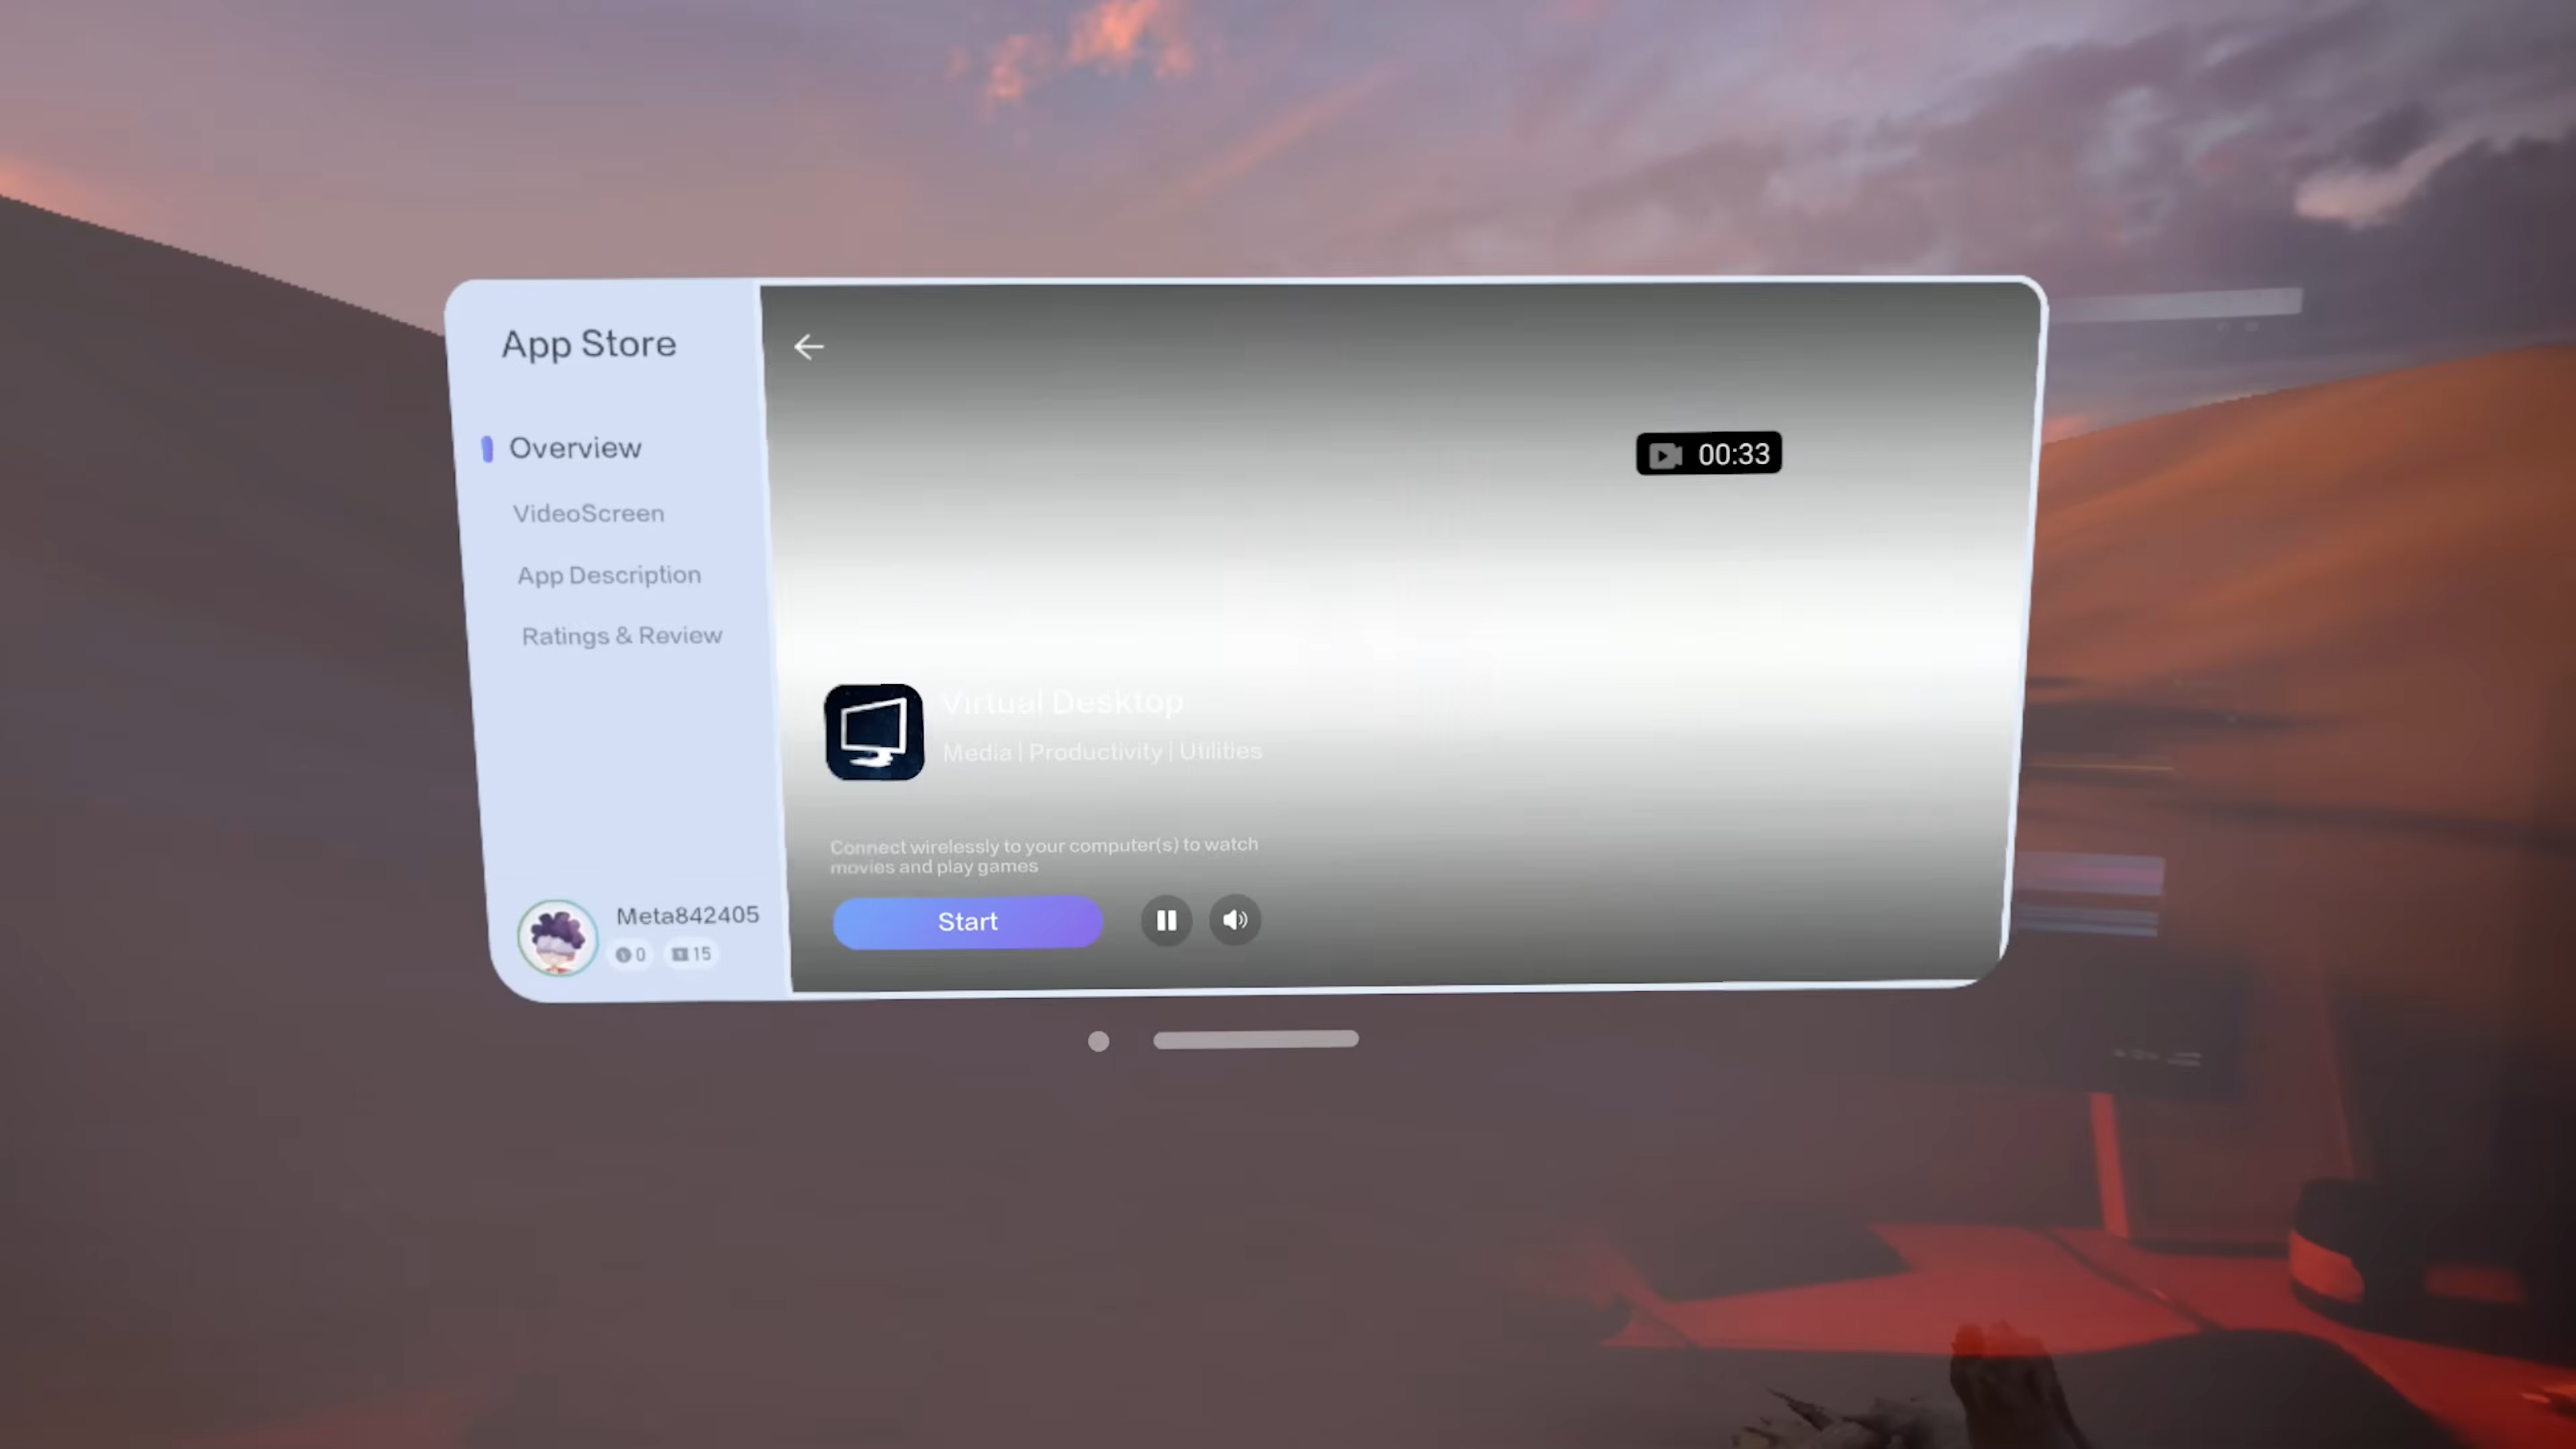 App Store
Overview
VideoScreen
App Description
Ratings & Review
Meta842405
0
15
00:33
Virtual Desktop
Media | Productivity | Utilities
Connect wirelessly to your computer(s) to watch
movies and play games
Start